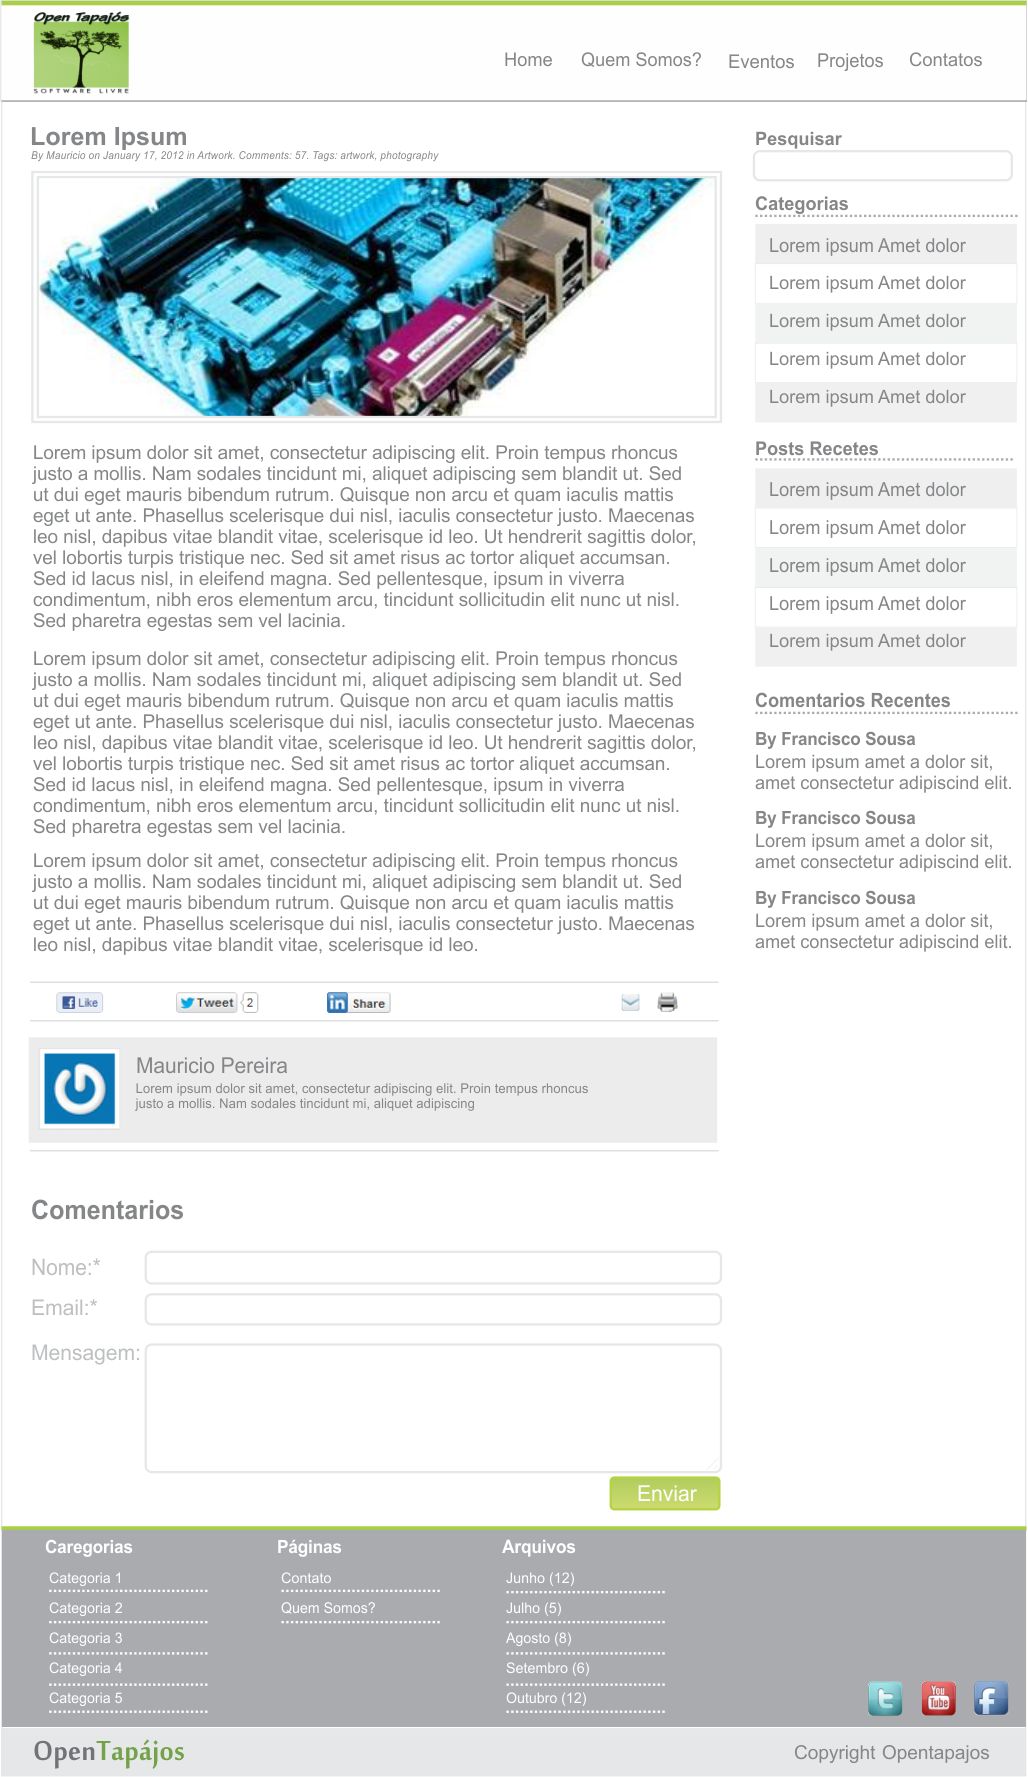 Open Tapajós
SOFTWARE LIVRE
Home Quem Somos? Eventos Projetos Contatos
Lorem Ipsum
By Mauricio on January 17, 2012 in Artwork. Comments: 57. Tags: artwork, photography
Lorem ipsum dolor sit amet, consectetur adipiscing elit. Proin tempus rhoncus
justo a mollis. Nam sodales tincidunt mi, aliquet adipiscing sem blandit ut. Sed
ut dui eget mauris bibendum rutrum. Quisque non arcu et quam iaculis mattis
eget ut ante. Phasellus scelerisque dui nisl, iaculis consectetur justo. Maecenas
leo nisl, dapibus vitae blandit vitae, scelerisque id leo. Ut hendrerit sagittis dolor,
vel lobortis turpis tristique nec. Sed sit amet risus ac tortor aliquet accumsan.
Sed id lacus nisl, in eleifend magna. Sed pellentesque, ipsum in viverra
condimentum, nibh eros elementum arcu, tincidunt sollicitudin elit nunc ut nisl.
Sed pharetra egestas sem vel lacinia.
Lorem ipsum dolor sit amet, consectetur adipiscing elit. Proin tempus rhoncus
justo a mollis. Nam sodales tincidunt mi, aliquet adipiscing sem blandit ut. Sed
ut dui eget mauris bibendum rutrum. Quisque non arcu et quam iaculis mattis
eget ut ante. Phasellus scelerisque dui nisl, iaculis consectetur justo. Maecenas
leo nisl, dapibus vitae blandit vitae, scelerisque id leo. Ut hendrerit sagittis dolor,
vel lobortis turpis tristique nec. Sed sit amet risus ac tortor aliquet accumsan.
Sed id lacus nisl, in eleifend magna. Sed pellentesque, ipsum in viverra
condimentum, nibh eros elementum arcu, tincidunt sollicitudin elit nunc ut nisl.
Sed pharetra egestas sem vel lacinia.
Lorem ipsum dolor sit amet, consectetur adipiscing elit. Proin tempus rhoncus
justo a mollis. Nam sodales tincidunt mi, aliquet adipiscing sem blandit ut. Sed
ut dui eget mauris bibendum rutrum. Quisque non arcu et quam iaculis mattis
eget ut ante. Phasellus scelerisque dui nisl, iaculis consectetur justo. Maecenas
leo nisl, dapibus vitae blandit vitae, scelerisque id leo.
Like Tweet 2 in Share
Mauricio Pereira
Lorem ipsum dolor sit amet, consectetur adipiscing elit. Proin tempus rhoncus
justo a mollis. Nam sodales tincidunt mi, aliquet adipiscing
Comentarios
Nome:*
Email:*
Mensagem:
Enviar
Pesquisar
Categorias
Lorem ipsum Amet dolor
Lorem ipsum Amet dolor
Lorem ipsum Amet dolor
Lorem ipsum Amet dolor
Lorem ipsum Amet dolor
Posts Recetes
Lorem ipsum Amet dolor
Lorem ipsum Amet dolor
Lorem ipsum Amet dolor
Lorem ipsum Amet dolor
Lorem ipsum Amet dolor
Comentarios Recentes
By Francisco Sousa
Lorem ipsum amet a dolor sit,
amet consectetur adipiscind elit.
By Francisco Sousa
Lorem ipsum amet a dolor sit,
amet consectetur adipiscind elit.
By Francisco Sousa
Lorem ipsum amet a dolor sit,
amet consectetur adipiscind elit.
Caregorias
Categoria 1
Categoria 2
Categoria 3
Categoria 4
Categoria 5
Páginas
Contato
Quem Somos?
Arquivos
Junho (12)
Julho (5)
Agosto (8)
Setembro (6)
Outubro (12)
You
Tube
OpenTapájos
Copyright Opentapajos